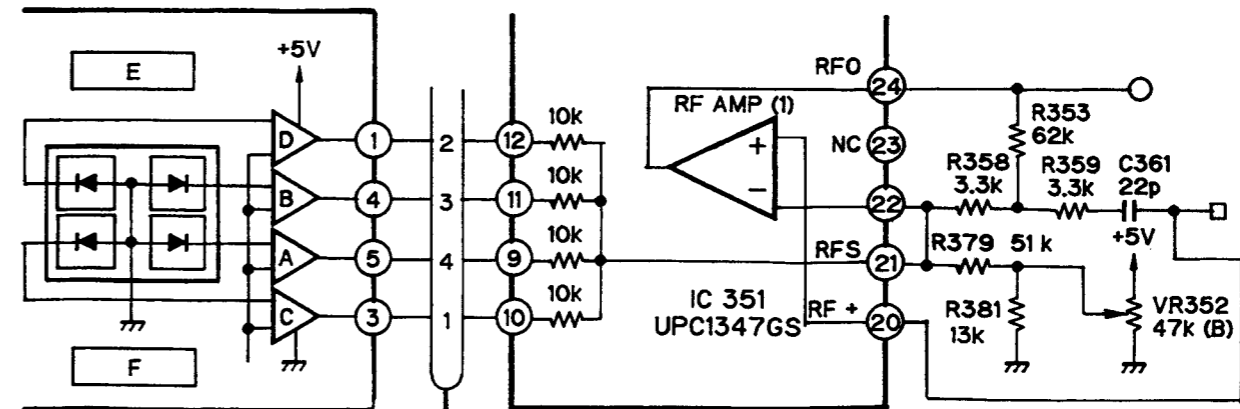 E
+5V
D
B
A
C
F
1
4
5
3
2
3
4
1
12
11
9
10
10k
10k
10k
10k
RF AMP (1)
+
−
IC 351
UPC1347GS
RFO
NC
RFS
RF +
24
23
22
21
20
R353
62k
R358
3.3k
R359
3.3k
C361
22p
+5V
R379 51k
R381
13k
VR352
47k (B)